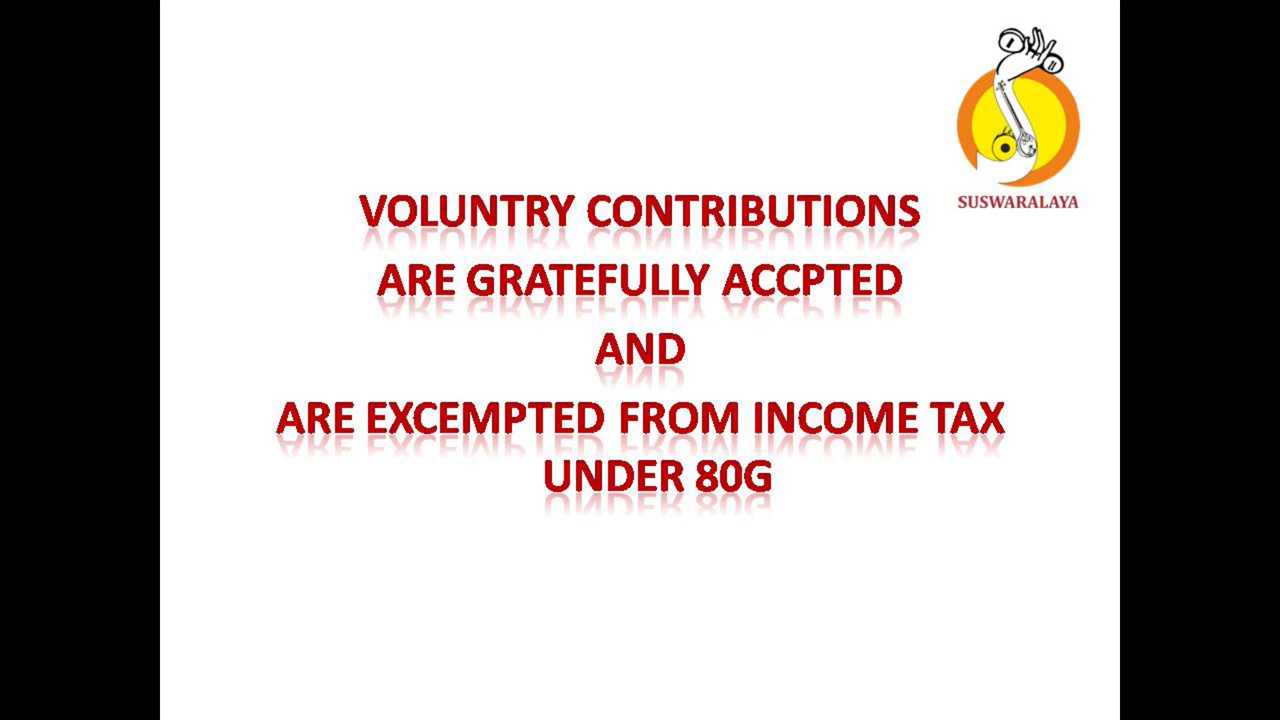 SUSWARALAYA
VOLUNTRY CONTRIBUTIONS
ARE GRATEFULLY ACCPTED
AND
ARE EXCEMPTED FROM INCOME TAX
UNDER 80G